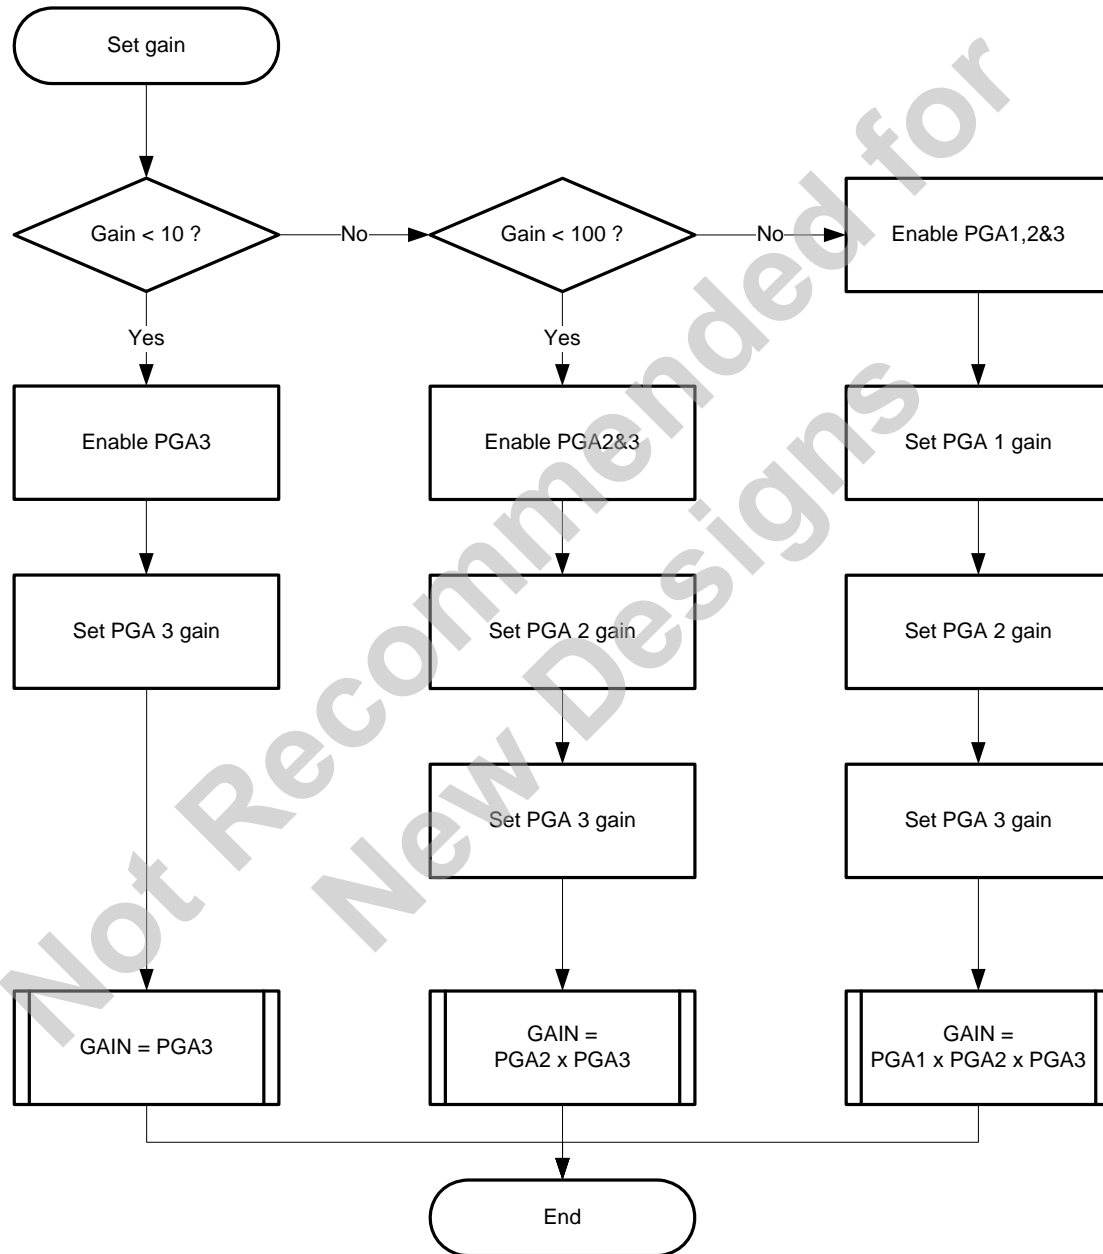 Set gain
Gain < 10 ?
No
Gain < 100 ?
No
Enable PGA1,2&3
Yes
Yes
Enable PGA3
Enable PGA2&3
Set PGA 1 gain
Set PGA 3 gain
Set PGA 2 gain
Set PGA 2 gain
Set PGA 3 gain
Set PGA 3 gain
GAIN = PGA3
GAIN =
PGA2 x PGA3
GAIN =
PGA1 x PGA2 x PGA3
End
Not Recommended for
New Designs